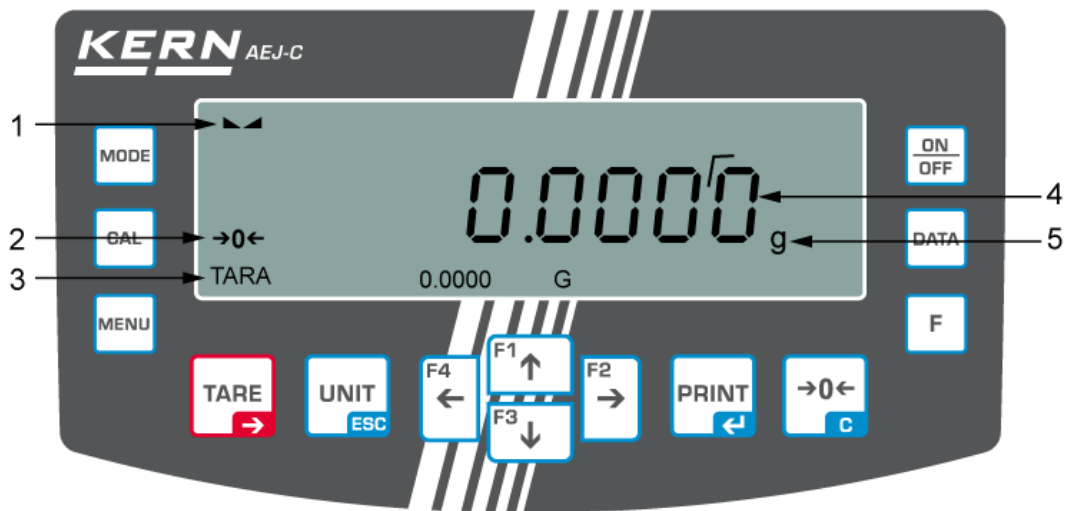 KERN AEJ-C
1
MODE
ON
OFF
0.0000 g
4
5
2
CAL
→0←
DATA
3
TARA 0.0000 G
MENU
F
TARE →
UNIT ESC
F4 ←
F1 ↑
F3 ↓
F2 →
PRINT ↵
→0← C